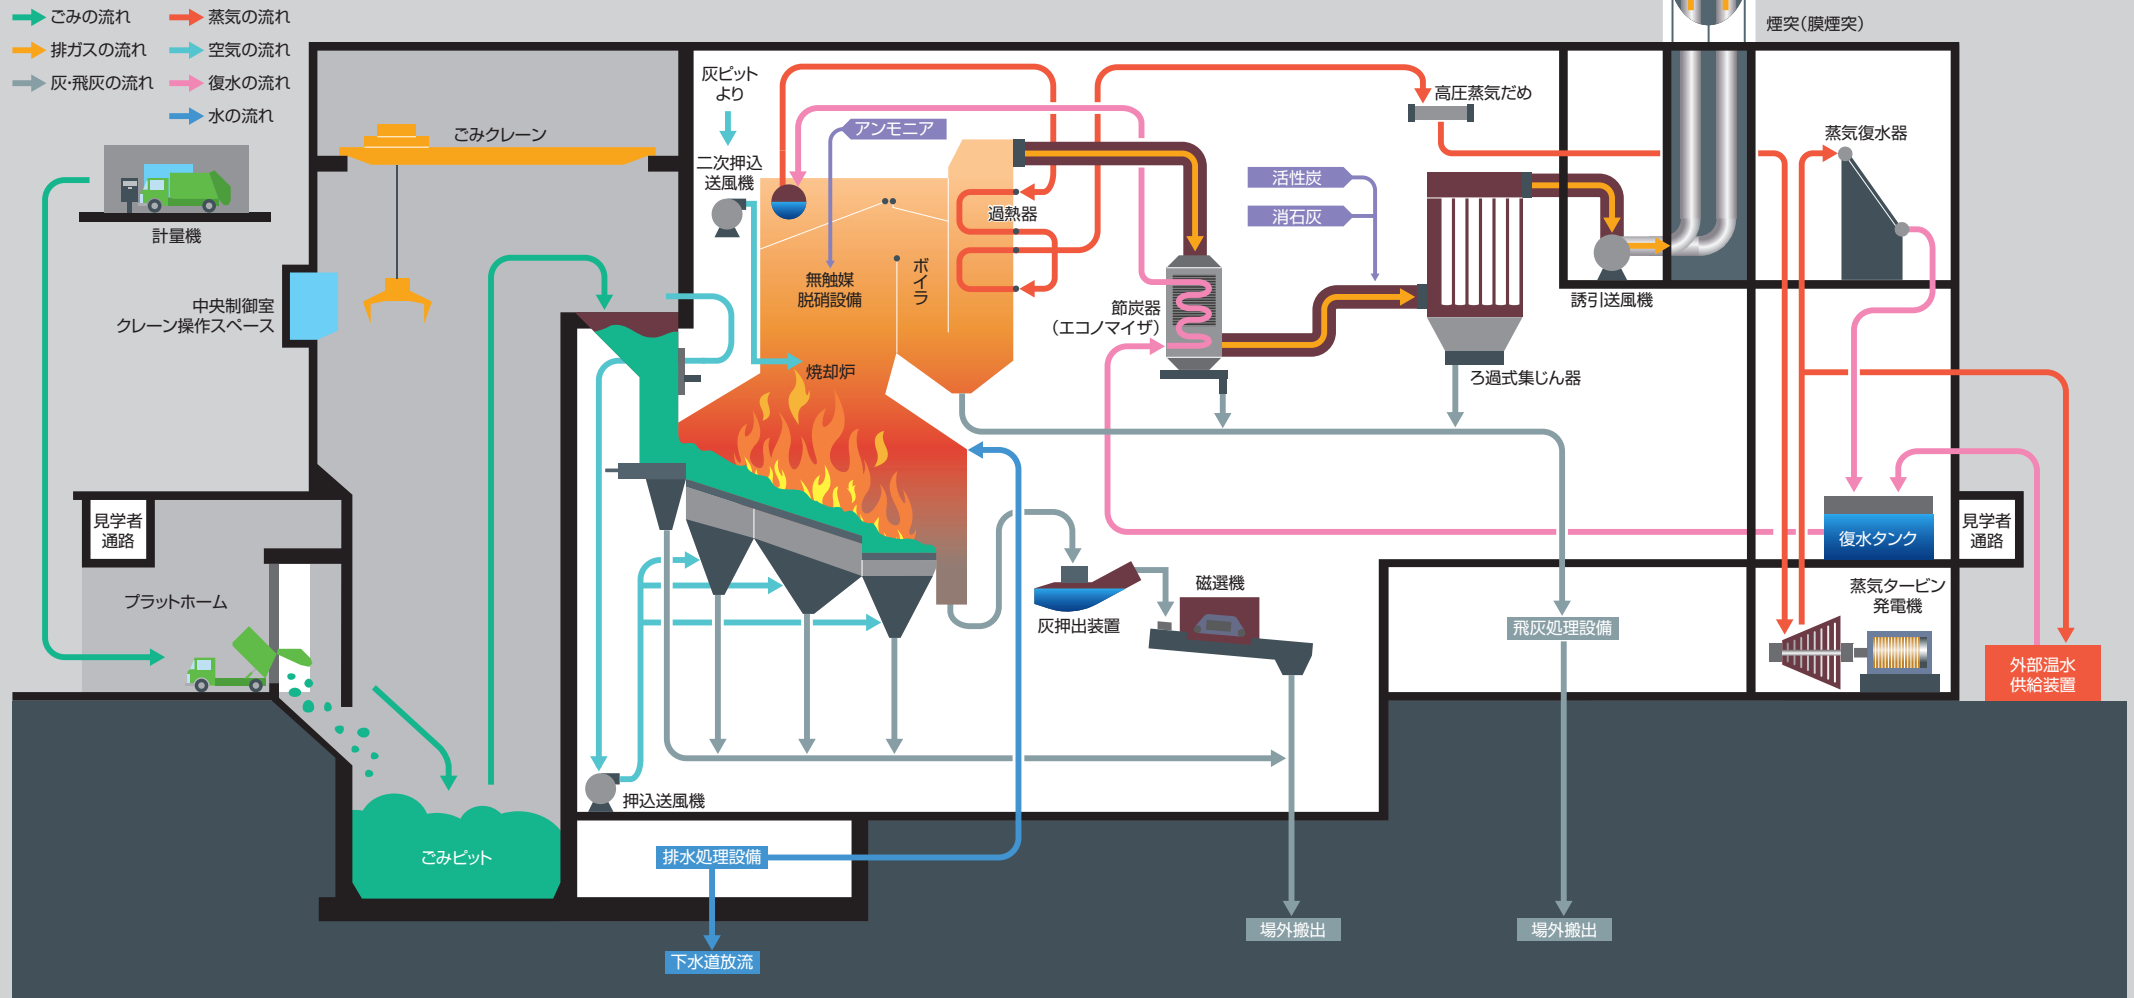 ごみの流れ
排ガスの流れ
灰・飛灰の流れ
蒸気の流れ
空気の流れ
復水の流れ
水の流れ
計量機
ごみクレーン
中央制御室
クレーン操作スペース
見学者
通路
プラットホーム
ごみピット
灰ピット
より
二次押込
送風機
アンモニア
無触媒
脱硝設備
ボイラ
過熱器
焼却炉
押込送風機
排水処理設備
下水道放流
灰押出装置
磁選機
場外搬出
節炭器
(エコノマイザ)
活性炭
消石灰
高圧蒸気だめ
ろ過式集じん器
誘引送風機
煙突(膜煙突)
蒸気復水器
復水タンク
見学者
通路
飛灰処理設備
場外搬出
蒸気タービン
発電機
外部温水
供給装置